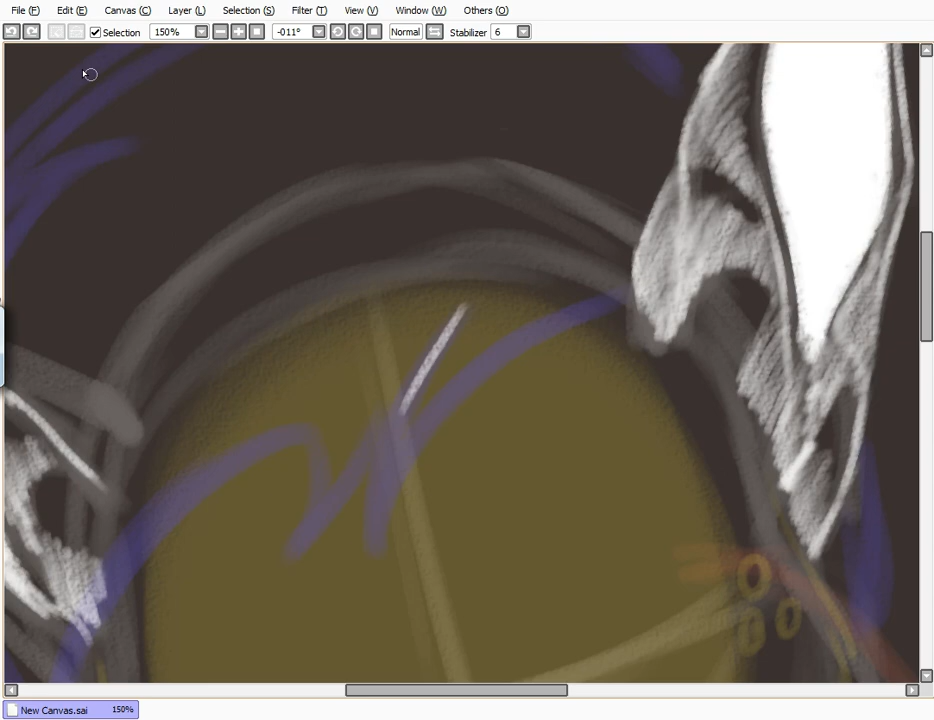 File (F) Edit (E) Canvas (C) Layer (L) Selection (S) Filter (T) View (V) Window (W) Others (O)
Selection 150% -011° Normal Stabilizer 6
New Canvas.sai 150%